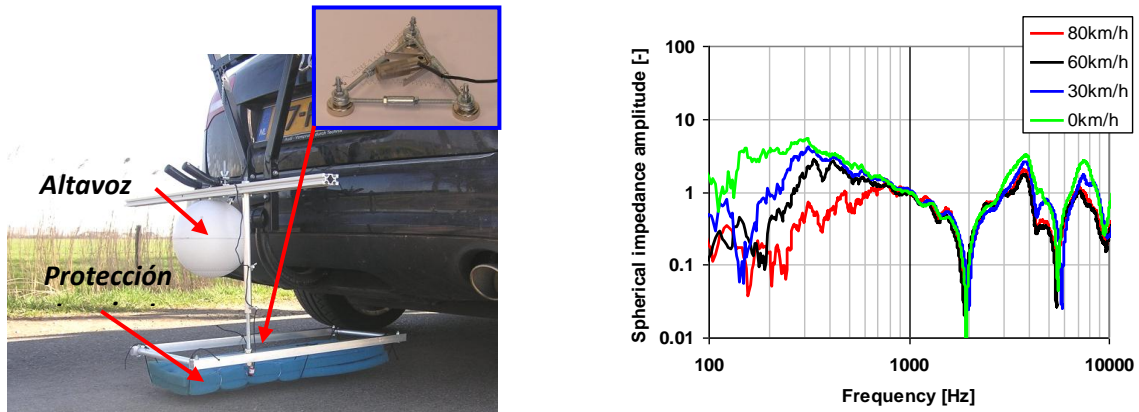 Altavoz
Protección
80km/h
60km/h
30km/h
0km/h
Spherical impedance amplitude [-]
100
10
1
0.1
0.01
100
1000
10000
Frequency [Hz]